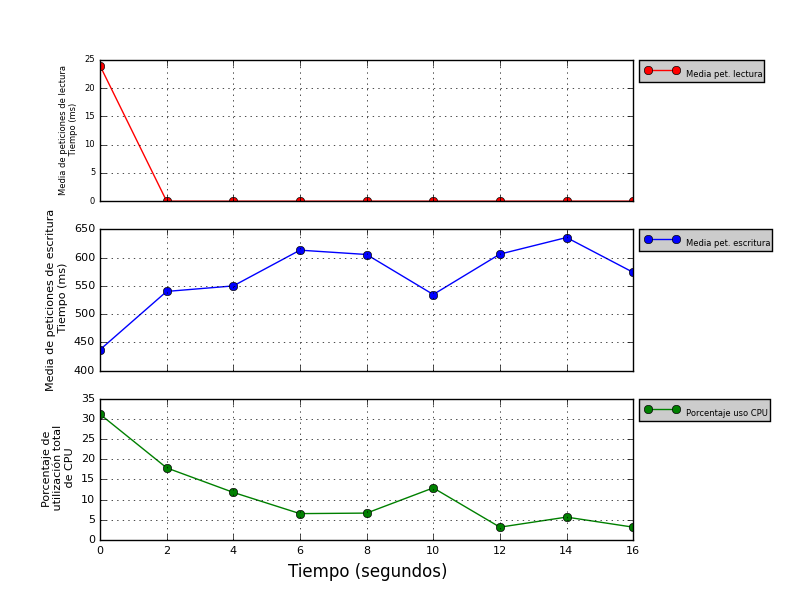 Media de peticiones de lectura
Tiempo (ms)
25
20
15
10
5
0
Media pet. lectura
Media de peticiones de escritura
Tiempo (ms)
650
600
550
500
450
400
Media pet. escritura
Porcentaje de
utilización total
de CPU
35
30
25
20
15
10
5
0
Porcentaje uso CPU
0 2 4 6 8 10 12 14 16
Tiempo (segundos)